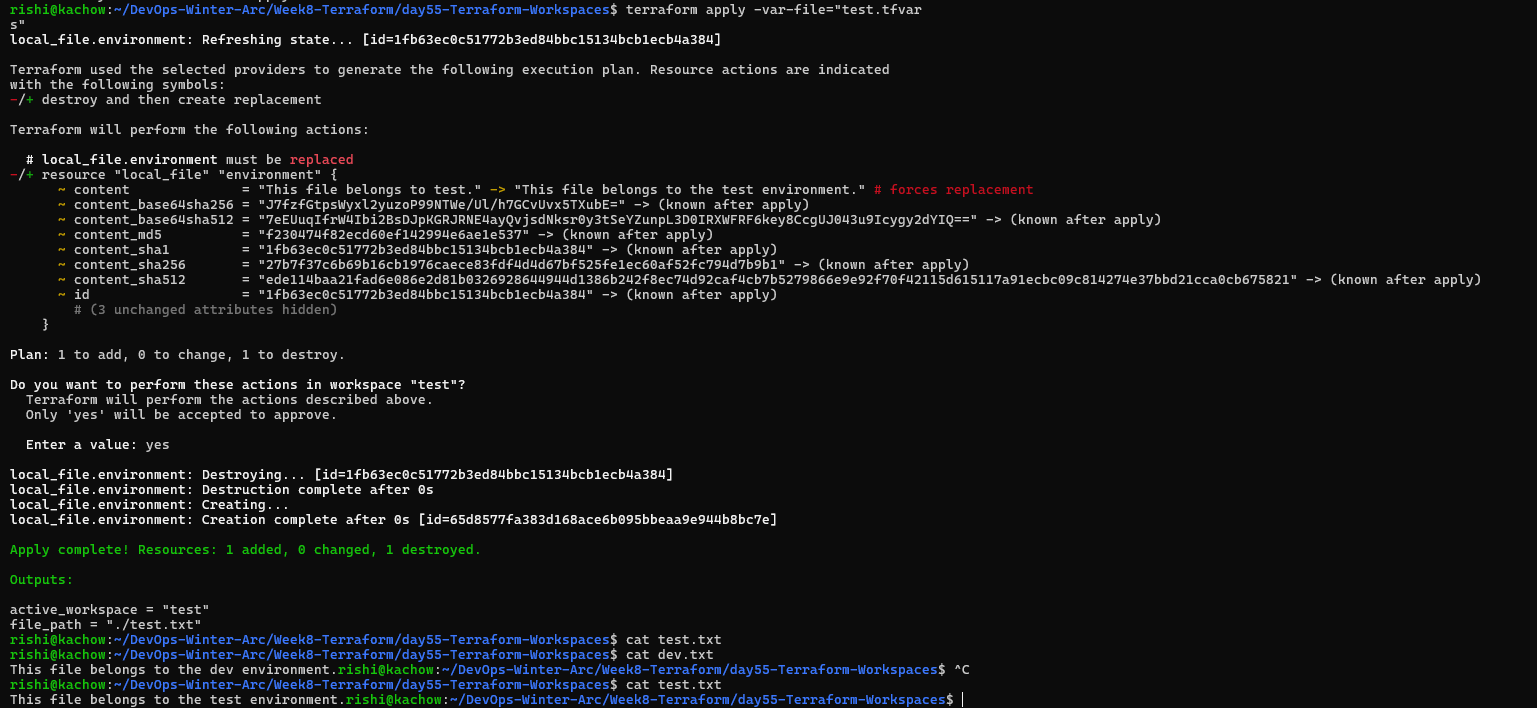 rishi@kachow:~/DevOps-Winter-Arc/Week8-Terraform/day55-Terraform-Workspaces$ terraform apply -var-file="test.tfvar
s"
local_file.environment: Refreshing state... [id=1fb63ec0c51772b3ed84bbc15134bcb1ecb4a384]
Terraform used the selected providers to generate the following execution plan. Resource actions are indicated
with the following symbols:
-/+ destroy and then create replacement
Terraform will perform the following actions:
# local_file.environment must be replaced
-/+ resource "local_file" "environment" {
~ content = "This file belongs to test." -> "This file belongs to the test environment." # forces replacement
~ content_base64sha256 = "J7fzfGtpsWyxl2yuzoP99NTWe/Ul/h7GCvUvx5TXubE=" -> (known after apply)
~ content_base64sha512 = "7eEUuqIfrW4Ibi2BsDJpKGRJRNE4ayQvjsdNksr0y3tSeYZunpL3D0IRXWFRF6key8CcgUJ043u9Icygy2dYIQ==" -> (known after apply)
~ content_md5 = "f230474f82ecd60ef142994e6ae1e537" -> (known after apply)
~ content_sha1 = "1fb63ec0c51772b3ed84bbc15134bcb1ecb4a384" -> (known after apply)
~ content_sha256 = "27b7f37c6b69b16cb1976caece83fdf4d4d67bf525fe1ec60af52fc794d7b9b1" -> (known after apply)
~ content_sha512 = "ede114baa21fad6e086e2d81b0326928644944d1386b242f8ec74d92caf4cb7b5279866e9e92f70f42115d615117a91ecbc09c814274e37bbd21cca0cb675821" -> (known after apply)
~ id = "1fb63ec0c51772b3ed84bbc15134bcb1ecb4a384" -> (known after apply)
# (3 unchanged attributes hidden)
}
Plan: 1 to add, 0 to change, 1 to destroy.
Do you want to perform these actions in workspace "test"?
Terraform will perform the actions described above.
Only 'yes' will be accepted to approve.
Enter a value: yes
local_file.environment: Destroying... [id=1fb63ec0c51772b3ed84bbc15134bcb1ecb4a384]
local_file.environment: Destruction complete after 0s
local_file.environment: Creating...
local_file.environment: Creation complete after 0s [id=65d8577fa383d168ace6b095bbeaa9e944b8bc7e]
Apply complete! Resources: 1 added, 0 changed, 1 destroyed.
Outputs:
active_workspace = "test"
file_path = "./test.txt"
rishi@kachow:~/DevOps-Winter-Arc/Week8-Terraform/day55-Terraform-Workspaces$ cat test.txt
rishi@kachow:~/DevOps-Winter-Arc/Week8-Terraform/day55-Terraform-Workspaces$ cat dev.txt
This file belongs to the dev environment.rishi@kachow:~/DevOps-Winter-Arc/Week8-Terraform/day55-Terraform-Workspaces$ ^C
rishi@kachow:~/DevOps-Winter-Arc/Week8-Terraform/day55-Terraform-Workspaces$ cat test.txt
This file belongs to the test environment.rishi@kachow:~/DevOps-Winter-Arc/Week8-Terraform/day55-Terraform-Workspaces$